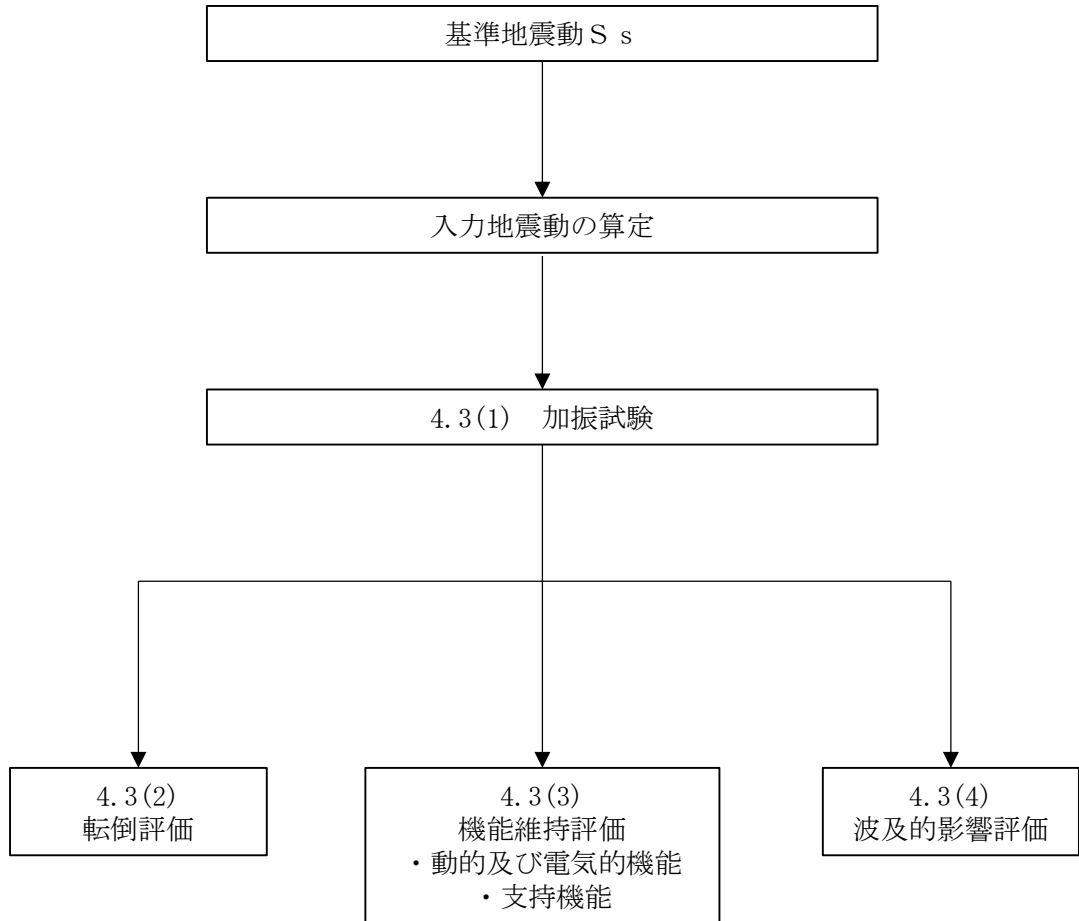 基準地震動Ｓｓ
入力地震動の算定
4.3(1)　加振試験
4.3(2)
転倒評価
4.3(3)
機能維持評価
・動的及び電気的機能
・支持機能
4.3(4)
波及的影響評価